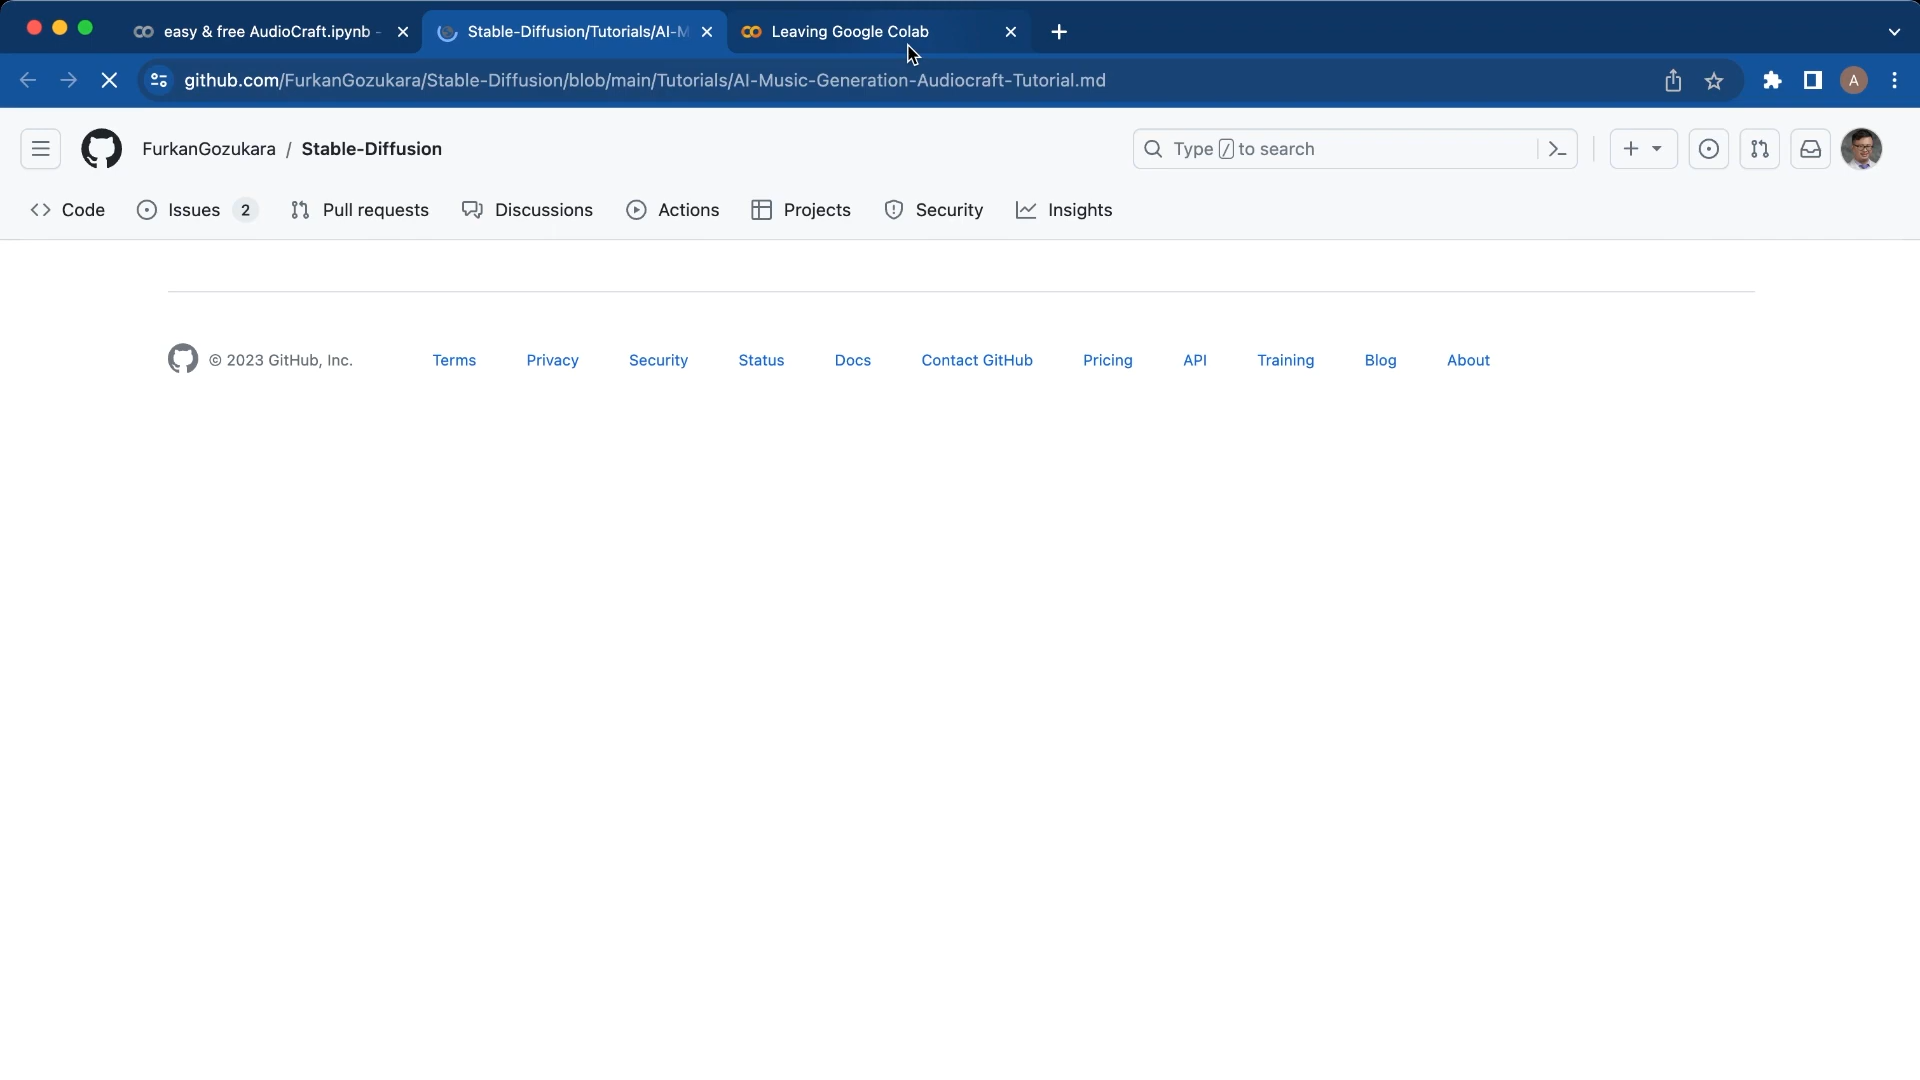 easy & free AudioCraft.ipynb -
Stable-Diffusion/Tutorials/AI-M
Leaving Google Colab
github.com/FurkanGozukara/Stable-Diffusion/blob/main/Tutorials/AI-Music-Generation-Audiocraft-Tutorial.md
A
FurkanGozukara / Stable-Diffusion
Type / to search
Code
Issues 2
Pull requests
Discussions
Actions
Projects
Security
Insights
© 2023 GitHub, Inc.
Terms
Privacy
Security
Status
Docs
Contact GitHub
Pricing
API
Training
Blog
About